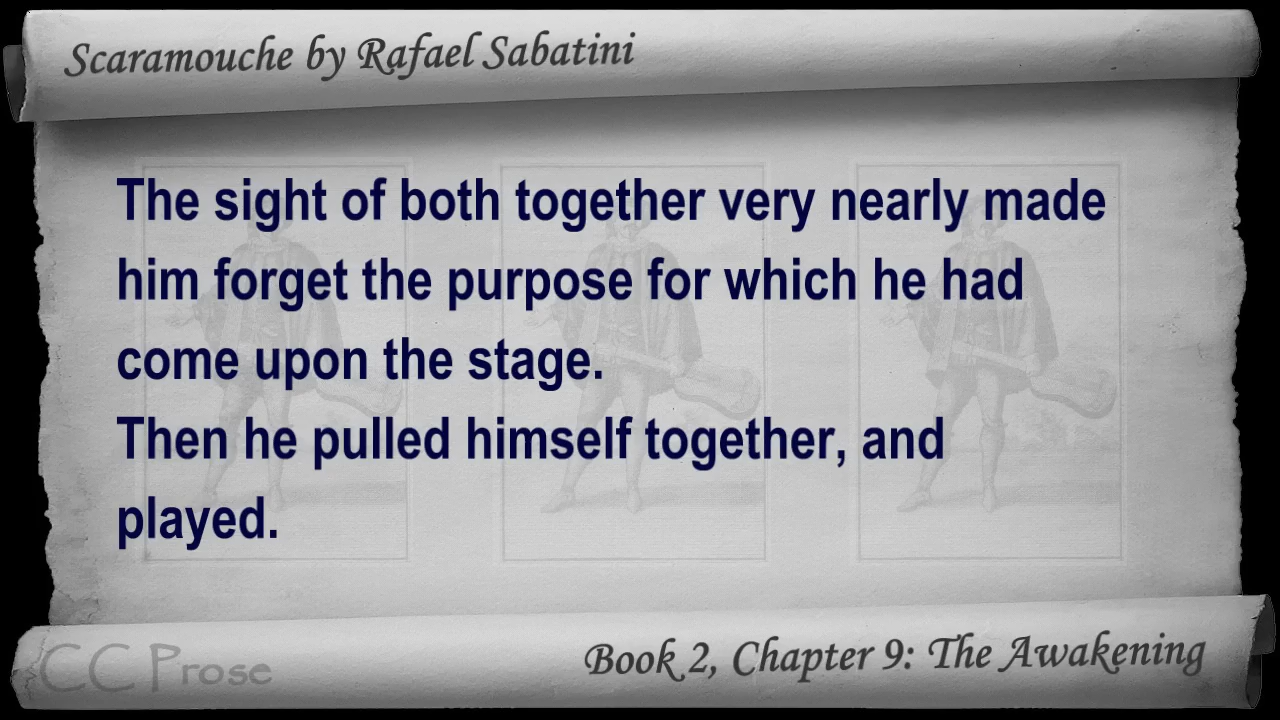 Scaramouche by Rafael Sabatini
The sight of both together very nearly made
him forget the purpose for which he had
come upon the stage.
Then he pulled himself together, and
played.
CC Prose
Book 2, Chapter 9: The Awakening